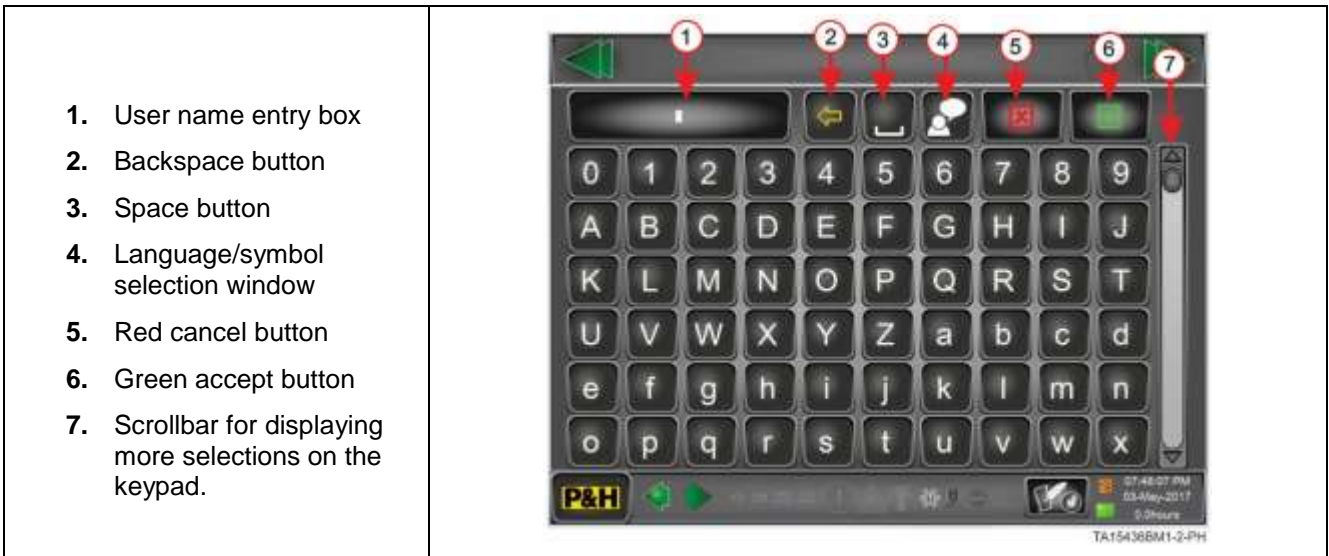 1. User name entry box
2. Backspace button
3. Space button
4. Language/symbol
selection window
5. Red cancel button
6. Green accept button
7. Scrollbar for displaying
more selections on the
keypad.
1 2 3 4 5 6 7
0 1 2 3 4 5 6 7 8 9
A B C D E F G H I J
K L M N O P Q R S T
U V W X Y Z a b c d
e f g h i j k l m n
o p q r s t u v w x
P&H
07:48:07 PM
03-May-2017
0.0hours
TA15436BM1-2-PH